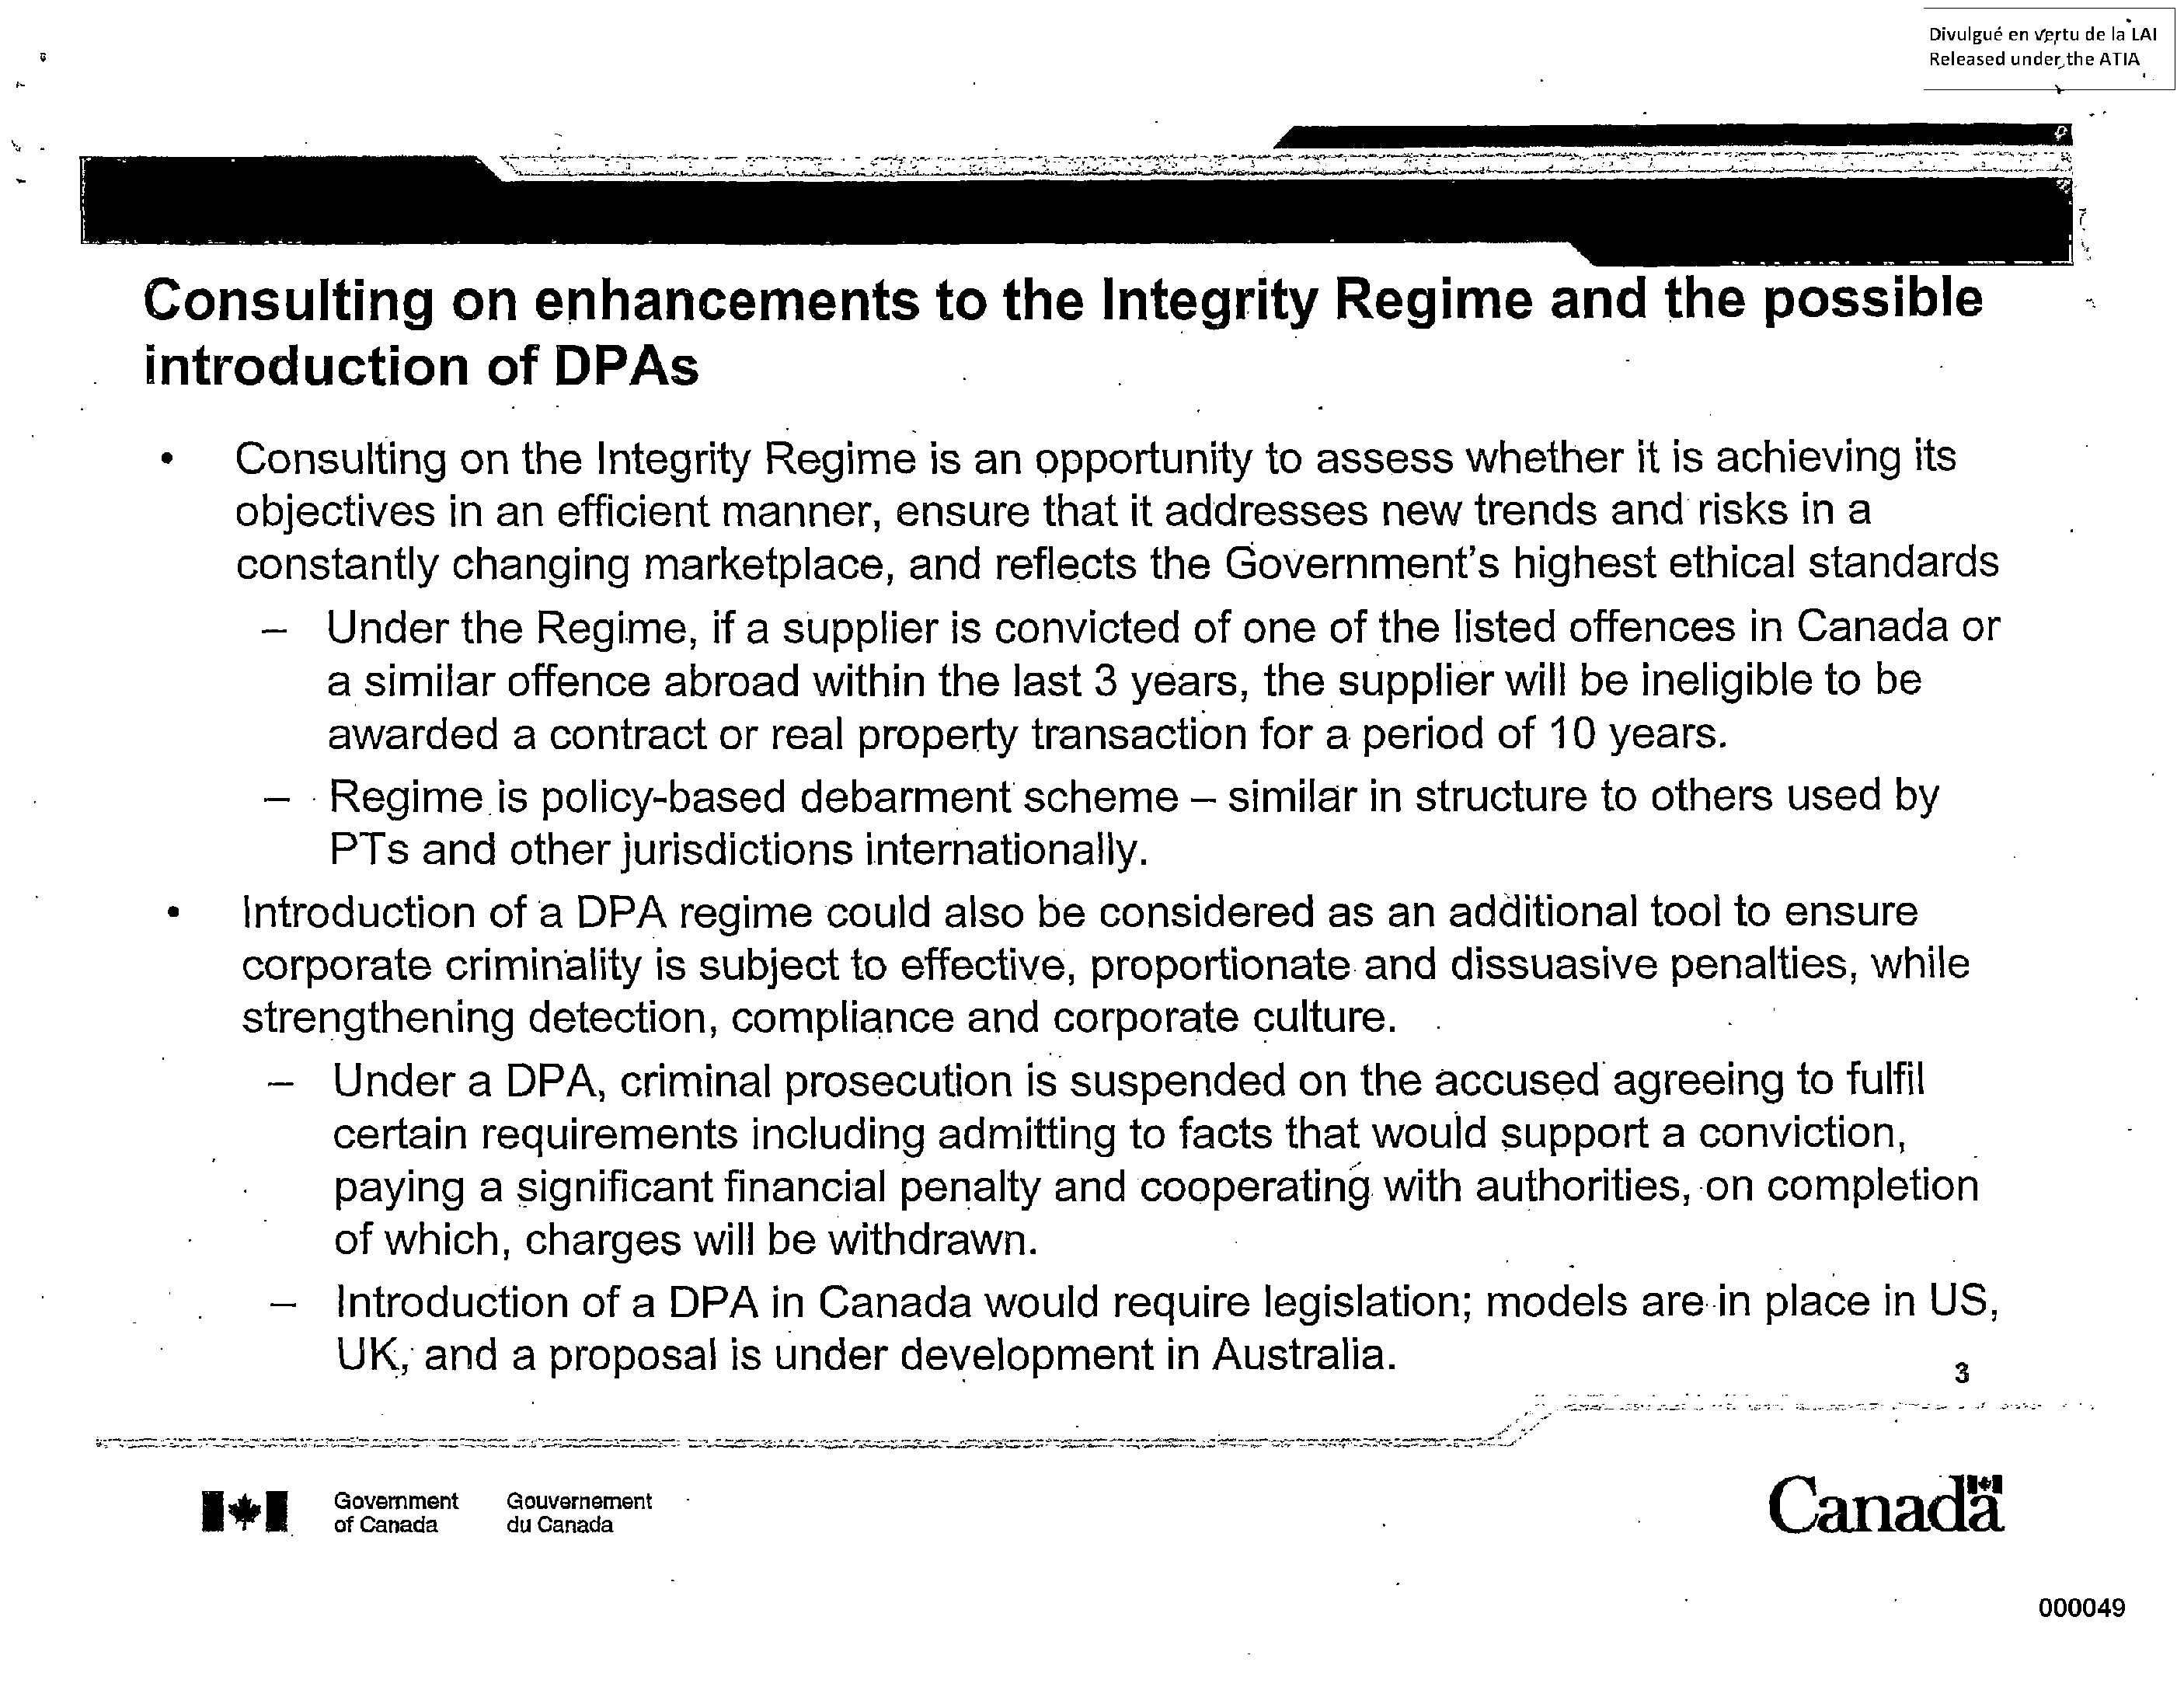 Divulgué en vertu de la LAI
Released under the ATIA
Consulting on enhancements to the Integrity Regime and the possible
introduction of DPAs
• Consulting on the Integrity Regime is an opportunity to assess whether it is achieving its
objectives in an efficient manner, ensure that it addresses new trends and risks in a
constantly changing marketplace, and reflects the Government's highest ethical standards
– Under the Regime, if a supplier is convicted of one of the listed offences in Canada or
a similar offence abroad within the last 3 years, the supplier will be ineligible to be
awarded a contract or real property transaction for a period of 10 years.
– Regime is policy-based debarment scheme – similar in structure to others used by
PTs and other jurisdictions internationally.
• Introduction of a DPA regime could also be considered as an additional tool to ensure
corporate criminality is subject to effective, proportionate and dissuasive penalties, while
strengthening detection, compliance and corporate culture.
– Under a DPA, criminal prosecution is suspended on the accused agreeing to fulfil
certain requirements including admitting to facts that would support a conviction,
paying a significant financial penalty and cooperating with authorities, on completion
of which, charges will be withdrawn.
– Introduction of a DPA in Canada would require legislation; models are in place in US,
UK, and a proposal is under development in Australia.
3
Government Gouvernement
of Canada du Canada
Canada
000049